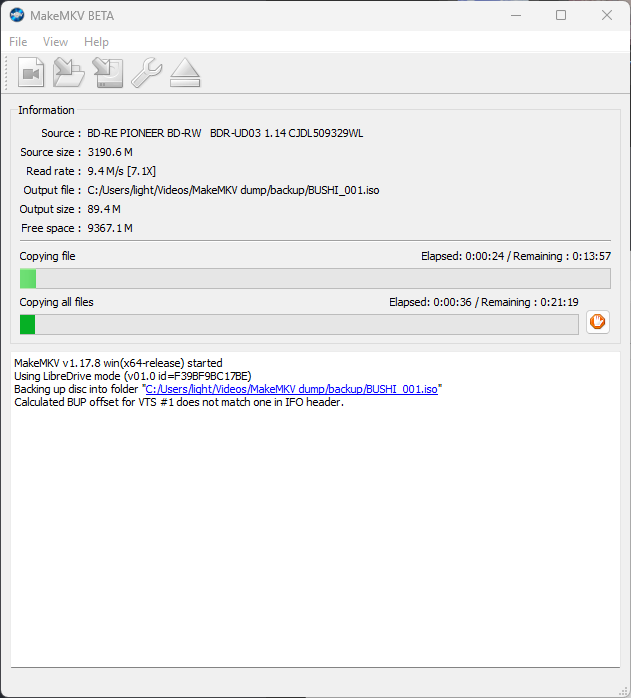 MakeMKV BETA
File View Help
Information
Source : BD-RE PIONEER BD-RW BDR-UD03 1.14 CJDL509329WL
Source size : 3190.6 M
Read rate : 9.4 M/s [7.1X]
Output file : C:/Users/light/Videos/MakeMKV dump/backup/BUSHI_001.iso
Output size : 89.4 M
Free space : 9367.1 M
Copying file Elapsed: 0:00:24 / Remaining : 0:13:57
Copying all files Elapsed: 0:00:36 / Remaining : 0:21:19
MakeMKV v1.17.8 win(x64-release) started
Using LibreDrive mode (v01.0 id=F39BF9BC17BE)
Backing up disc into folder "C:/Users/light/Videos/MakeMKV dump/backup/BUSHI_001.iso"
Calculated BUP offset for VTS #1 does not match one in IFO header.